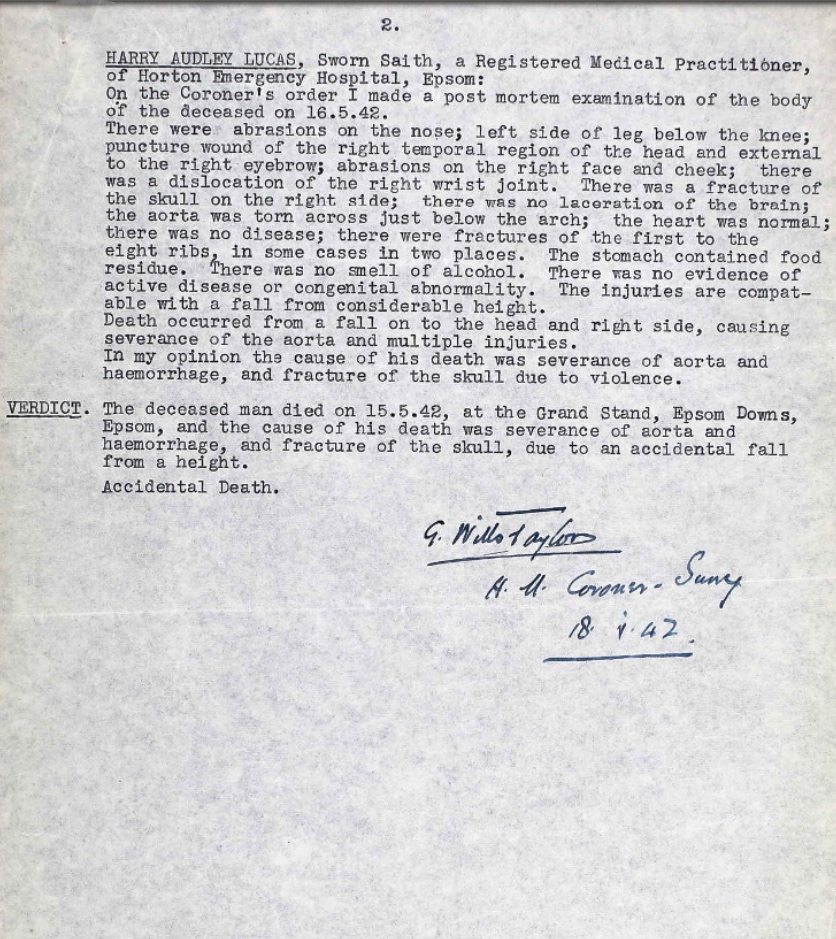 2.
HARRY AUDLEY LUCAS, Sworn Saith, a Registered Medical Practitioner,
of Horton Emergency Hospital, Epsom:
On the Coroner's order I made a post mortem examination of the body
of the deceased on 16.5.42.
There were abrasions on the nose; left side of leg below the knee;
puncture wound of the right temporal region of the head and external
to the right eyebrow; abrasions on the right face and cheek; there
was a dislocation of the right wrist joint. There was a fracture of
the skull on the right side; there was no laceration of the brain;
the aorta was torn across just below the arch; the heart was normal;
there was no disease; there were fractures of the first to the
eight ribs, in some cases in two places. The stomach contained food
residue. There was no smell of alcohol. There was no evidence of
active disease or congenital abnormality. The injuries are compat-
able with a fall from considerable height.
Death occurred from a fall on to the head and right side, causing
severance of the aorta and multiple injuries.
In my opinion the cause of his death was severance of aorta and
haemorrhage, and fracture of the skull due to violence.
VERDICT. The deceased man died on 15.5.42, at the Grand Stand, Epsom Downs,
Epsom, and the cause of his death was severance of aorta and
haemorrhage, and fracture of the skull, due to an accidental fall
from a height.
Accidental Death.
G. Wills Taylor
H. M. Coroner - Surrey
18. v. 42.